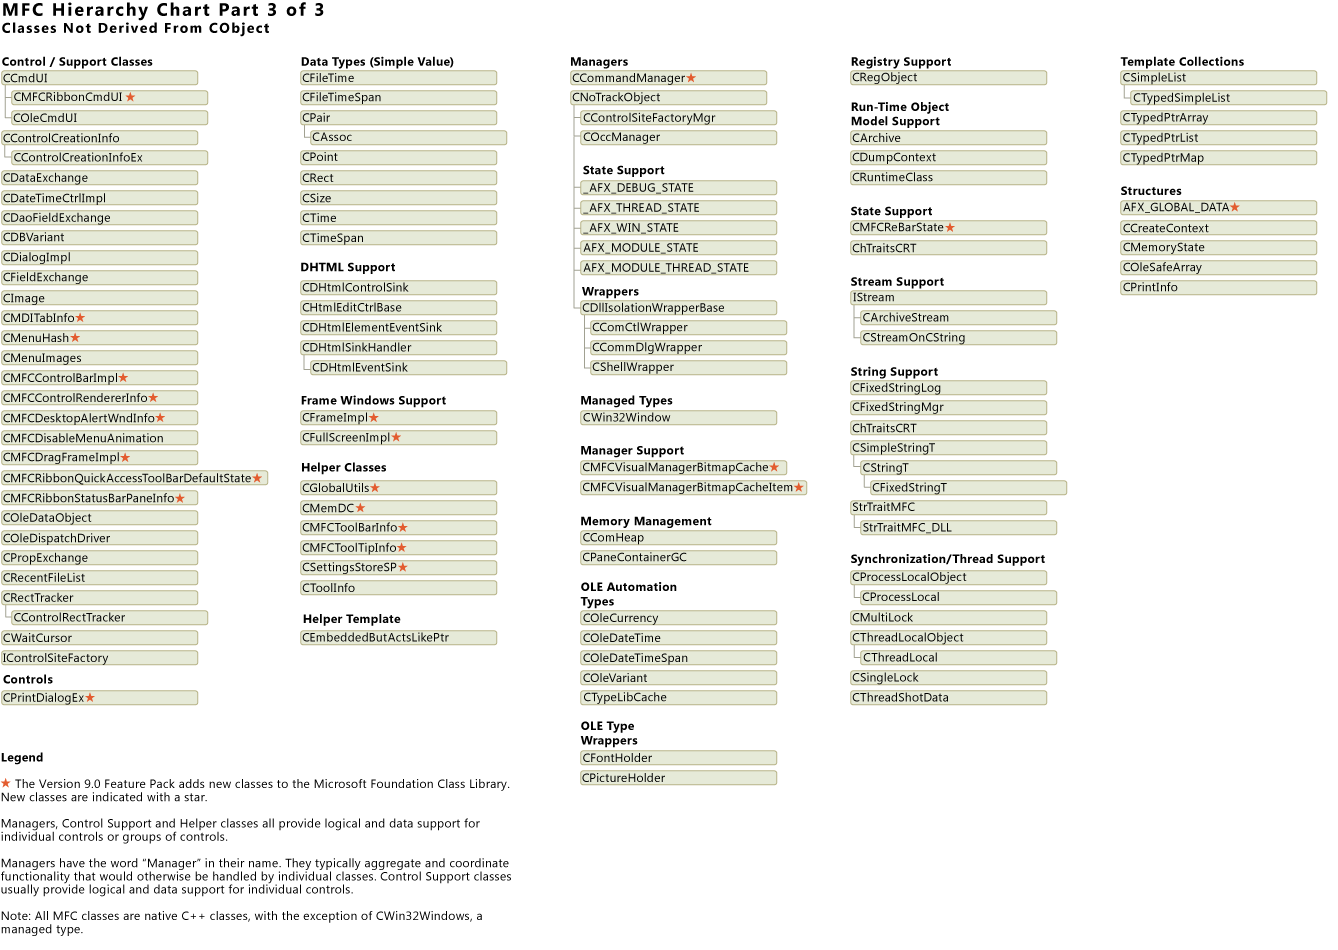 MFC Hierarchy Chart Part 3 of 3
Classes Not Derived From CObject
Control / Support Classes
CCmdUI
CMFCRibbonCmdUI ★
COleCmdUI
CControlCreationInfo
CControlCreationInfoEx
CDataExchange
CDateTimeCtrlImpl
CDaoFieldExchange
CDBVariant
CDialogImpl
CFieldExchange
CImage
CMDITabInfo★
CMenuHash★
CMenuImages
CMFCControlBarImpl★
CMFCControlRendererInfo★
CMFCDesktopAlertWndInfo★
CMFCDisableMenuAnimation
CMFCDragFrameImpl★
CMFCRibbonQuickAccessToolBarDefaultState★
CMFCRibbonStatusBarPaneInfo★
COleDataObject
COleDispatchDriver
CPropExchange
CRecentFileList
CRectTracker
CControlRectTracker
CWaitCursor
IControlSiteFactory
Controls
CPrintDialogEx★
Data Types (Simple Value)
CFileTime
CFileTimeSpan
CPair
CAssoc
CPoint
CRect
CSize
CTime
CTimeSpan
DHTML Support
CDHtmlControlSink
CHtmlEditCtrlBase
CDHtmlElementEventSink
CDHtmlSinkHandler
CDHtmlEventSink
Frame Windows Support
CFrameImpl★
CFullScreenImpl★
Helper Classes
CGlobalUtils★
CMemDC★
CMFCToolBarInfo★
CMFCToolTipInfo★
CSettingsStoreSP★
CToolInfo
Helper Template
CEmbeddedButActsLikePtr
Managers
CCommandManager★
CNoTrackObject
CControlSiteFactoryMgr
COccManager
State Support
_AFX_DEBUG_STATE
_AFX_THREAD_STATE
_AFX_WIN_STATE
AFX_MODULE_STATE
AFX_MODULE_THREAD_STATE
Wrappers
CDllIsolationWrapperBase
CComCtlWrapper
CCommDlgWrapper
CShellWrapper
Managed Types
CWin32Window
Manager Support
CMFCVisualManagerBitmapCache★
CMFCVisualManagerBitmapCacheItem★
Memory Management
CComHeap
CPaneContainerGC
OLE Automation
Types
COleCurrency
COleDateTime
COleDateTimeSpan
COleVariant
CTypeLibCache
OLE Type
Wrappers
CFontHolder
CPictureHolder
Registry Support
CRegObject
Run-Time Object
Model Support
CArchive
CDumpContext
CRuntimeClass
State Support
CMFCReBarState★
ChTraitsCRT
Stream Support
IStream
CArchiveStream
CStreamOnCString
String Support
CFixedStringLog
CFixedStringMgr
ChTraitsCRT
CSimpleStringT
CStringT
CFixedStringT
StrTraitMFC
StrTraitMFC_DLL
Synchronization/Thread Support
CProcessLocalObject
CProcessLocal
CMultiLock
CThreadLocalObject
CThreadLocal
CSingleLock
CThreadShotData
Template Collections
CSimpleList
CTypedSimpleList
CTypedPtrArray
CTypedPtrList
CTypedPtrMap
Structures
AFX_GLOBAL_DATA★
CCreateContext
CMemoryState
COleSafeArray
CPrintInfo
Legend
★ The Version 9.0 Feature Pack adds new classes to the Microsoft Foundation Class Library.
New classes are indicated with a star.
Managers, Control Support and Helper classes all provide logical and data support for
individual controls or groups of controls.
Managers have the word “Manager” in their name. They typically aggregate and coordinate
functionality that would otherwise be handled by individual classes. Control Support classes
usually provide logical and data support for individual controls.
Note: All MFC classes are native C++ classes, with the exception of CWin32Windows, a
managed type.